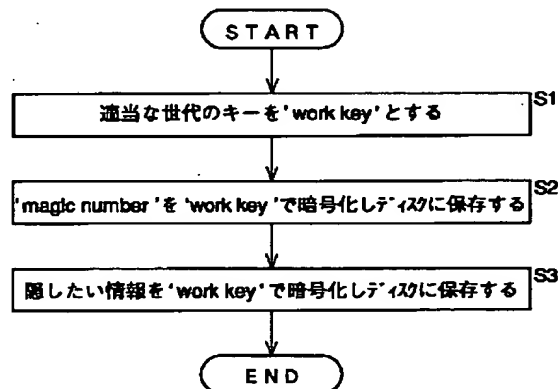 START
S1
適当な世代のキーを'work key'とする
S2
'magic number'を'work key'で暗号化しディスクに保存する
S3
隠したい情報を'work key'で暗号化しディスクに保存する
END